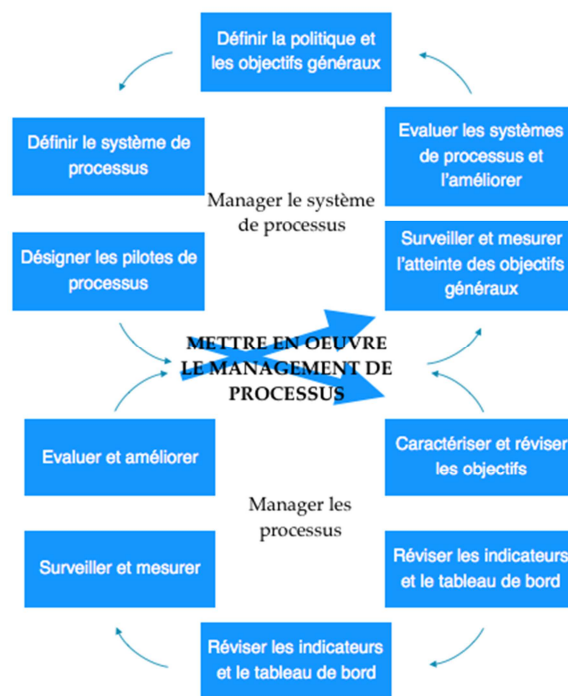 Définir la politique et
les objectifs généraux
Définir le système de
processus
Evaluer les systèmes
de processus et
l'améliorer
Manager le système
de processus
Désigner les pilotes de
processus
Surveiller et mesurer
l'atteinte des objectifs
généraux
METTRE EN OEUVRE
LE MANAGEMENT DE
PROCESSUS
Evaluer et améliorer
Caractériser et réviser
les objectifs
Manager les
processus
Surveiller et mesurer
Réviser les indicateurs
et le tableau de bord
Réviser les indicateurs
et le tableau de bord